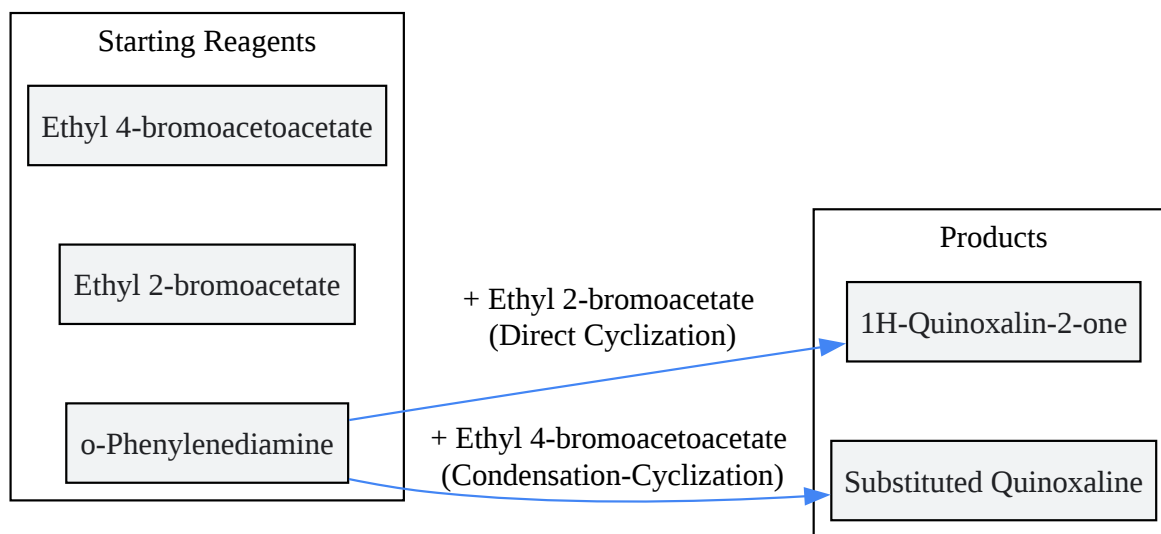 Starting Reagents
Ethyl 4-bromoacetoacetate
Ethyl 2-bromoacetate
o-Phenylenediamine
+ Ethyl 2-bromoacetate
(Direct Cyclization)
+ Ethyl 4-bromoacetoacetate
(Condensation-Cyclization)
Products
1H-Quinoxalin-2-one
Substituted Quinoxaline